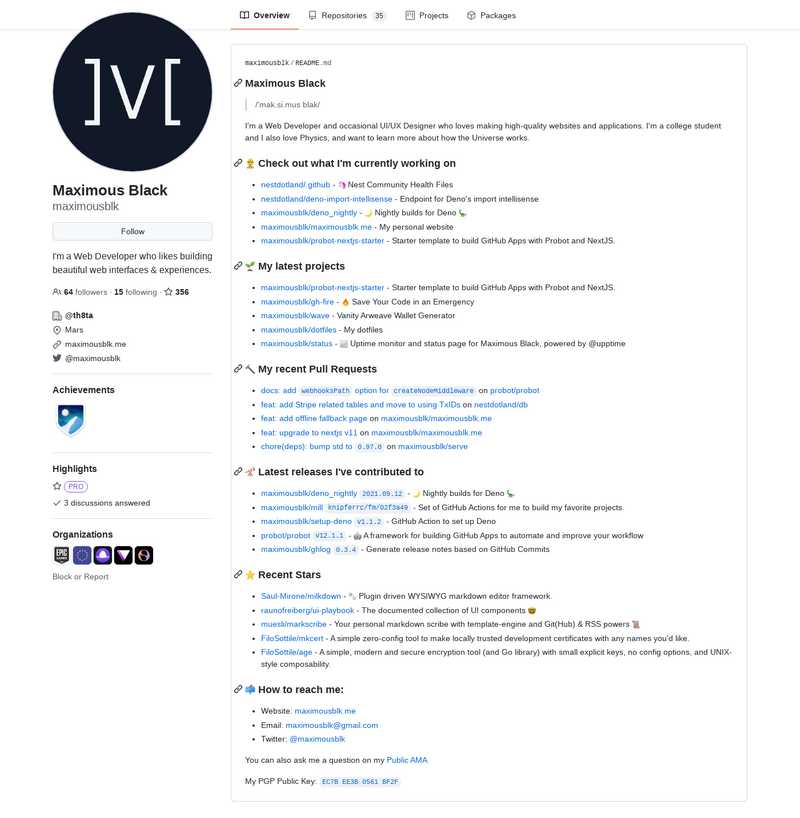 Overview
Repositories 35
Projects
Packages
]V[
Maximous Black
maximousblk
Follow
I'm a Web Developer who likes building
beautiful web interfaces & experiences.
64 followers · 15 following · 356
@th8ta
Mars
maximousblk.me
@maximousblk
Achievements
Highlights
PRO
3 discussions answered
Organizations
EPIC GAMES
Block or Report
maximousblk / README.md
Maximous Black
/'mak.si.mus blak/
I'm a Web Developer and occasional UI/UX Designer who loves making high-quality websites and applications. I'm a college student
and I also love Physics, and want to learn more about how the Universe works.
👷 Check out what I'm currently working on
nestdotland/.github - 🦄 Nest Community Health Files
nestdotland/deno-import-intellisense - Endpoint for Deno's import intellisense
maximousblk/deno_nightly - 🌙 Nightly builds for Deno 🦕
maximousblk/maximousblk.me - My personal website
maximousblk/probot-nextjs-starter - Starter template to build GitHub Apps with Probot and NextJS.
🌱 My latest projects
maximousblk/probot-nextjs-starter - Starter template to build GitHub Apps with Probot and NextJS.
maximousblk/gh-fire - 🔥 Save Your Code in an Emergency
maximousblk/wave - Vanity Arweave Wallet Generator
maximousblk/dotfiles - My dotfiles
maximousblk/status - 📈 Uptime monitor and status page for Maximous Black, powered by @upptime
🔨 My recent Pull Requests
docs: add webhooksPath option for createNodeMiddleware on probot/probot
feat: add Stripe related tables and move to using TxIDs on nestdotland/db
feat: add offline fallback page on maximousblk/maximousblk.me
feat: upgrade to nextjs v11 on maximousblk/maximousblk.me
chore(deps): bump std to 0.97.0 on maximousblk/serve
Latest releases I've contributed to
maximousblk/deno_nightly 2021.09.12 - 🌙 Nightly builds for Deno 🦕
maximousblk/mill knipferrc/fm/02f3a49 - Set of GitHub Actions for me to build my favorite projects.
maximousblk/setup-deno v1.1.2 - GitHub Action to set up Deno
probot/probot v12.1.1 - 🤖 A framework for building GitHub Apps to automate and improve your workflow
maximousblk/ghlog 0.3.4 - Generate release notes based on GitHub Commits
⭐ Recent Stars
Saul-Mirone/milkdown - 🍼 Plugin driven WYSIWYG markdown editor framework.
raunofreiberg/ui-playbook - The documented collection of UI components 🤓
muesli/markscribe - Your personal markdown scribe with template-engine and Git(Hub) & RSS powers 📜
FiloSottile/mkcert - A simple zero-config tool to make locally trusted development certificates with any names you'd like.
FiloSottile/age - A simple, modern and secure encryption tool (and Go library) with small explicit keys, no config options, and UNIX-
style composability.
📫 How to reach me:
Website: maximousblk.me
Email: maximousblk@gmail.com
Twitter: @maximousblk
You can also ask me a question on my Public AMA
My PGP Public Key: EC7B EE3B 0561 BF2F